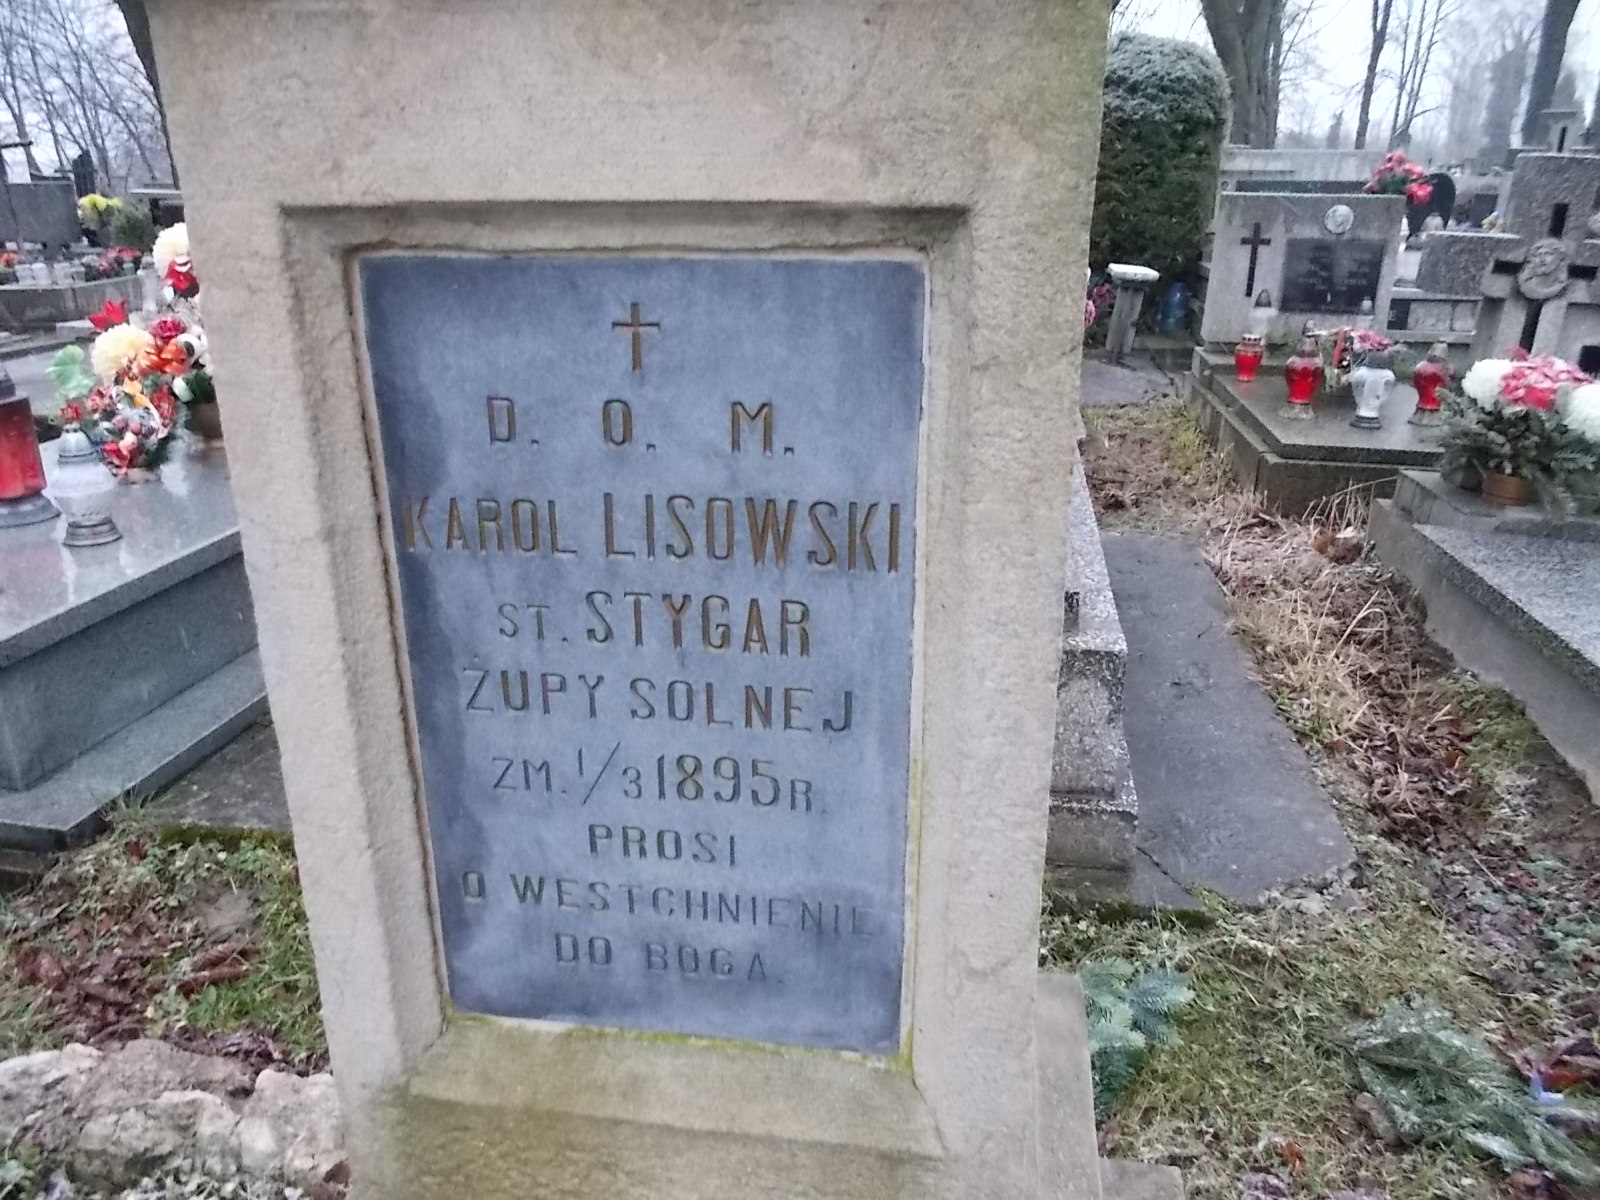 D. O. M.
KAROL LISOWSKI
ST. STYGAR
ŻUPY SOLNEJ
ZM. 1/3 1895 R.
PROSI
O WESTCHNIENIE
DO BOGA.